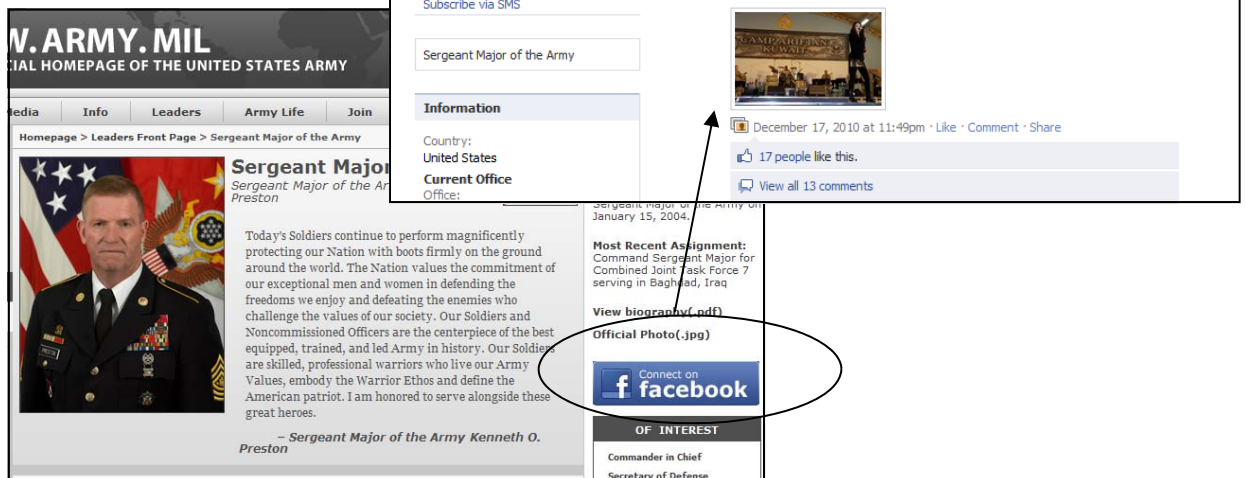 W.ARMY.MIL
CIAL HOMEPAGE OF THE UNITED STATES ARMY
Media Info Leaders Army Life Join
Homepage > Leaders Front Page > Sergeant Major of the Army
Sergeant Major
Sergeant Major of the Ar
Preston
Today's Soldiers continue to perform magnificently
protecting our Nation with boots firmly on the ground
around the world. The Nation values the commitment of
our exceptional men and women in defending the
freedoms we enjoy and defeating the enemies who
challenge the values of our society. Our Soldiers and
Noncommissioned Officers are the centerpiece of the best
equipped, trained, and led Army in history. Our Soldiers
are skilled, professional warriors who live our Army
Values, embody the Warrior Ethos and define the
American patriot. I am honored to serve alongside these
great heroes.
– Sergeant Major of the Army Kenneth O.
Preston
Subscribe via SMS
Sergeant Major of the Army
Information
Country:
United States
Current Office
Office:
CAMP ARIFJAN
KUWAIT
December 17, 2010 at 11:49pm · Like · Comment · Share
17 people like this.
View all 13 comments
Sergeant Major of the Army on
January 15, 2004.
Most Recent Assignment:
Command Sergeant Major for
Combined Joint Task Force 7
serving in Baghdad, Iraq
View biography(.pdf)
Official Photo(.jpg)
f Connect on
facebook
OF INTEREST
Commander in Chief
Secretary of Defense